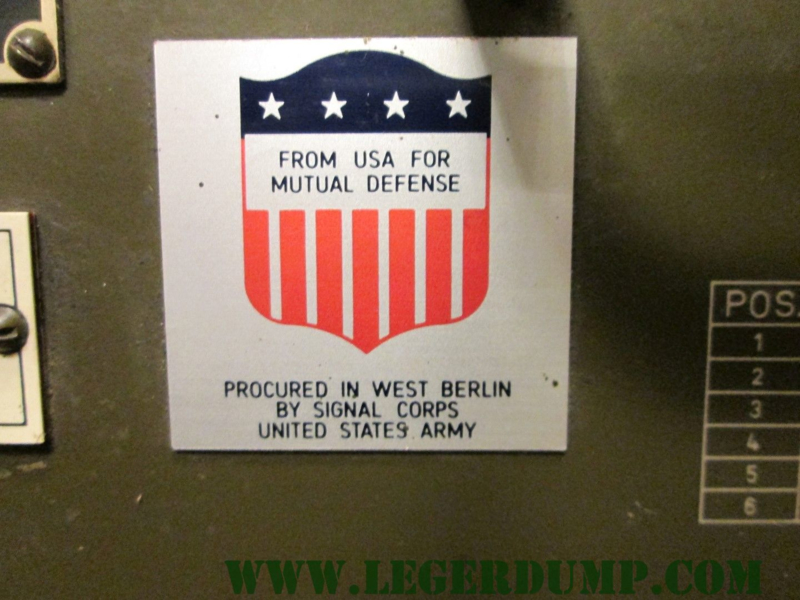 FROM USA FOR
MUTUAL DEFENSE
PROCURED IN WEST BERLIN
BY SIGNAL CORPS
UNITED STATES ARMY
POS.
1
2
3
4
5
6
WWW.LEGERDUMP.COM